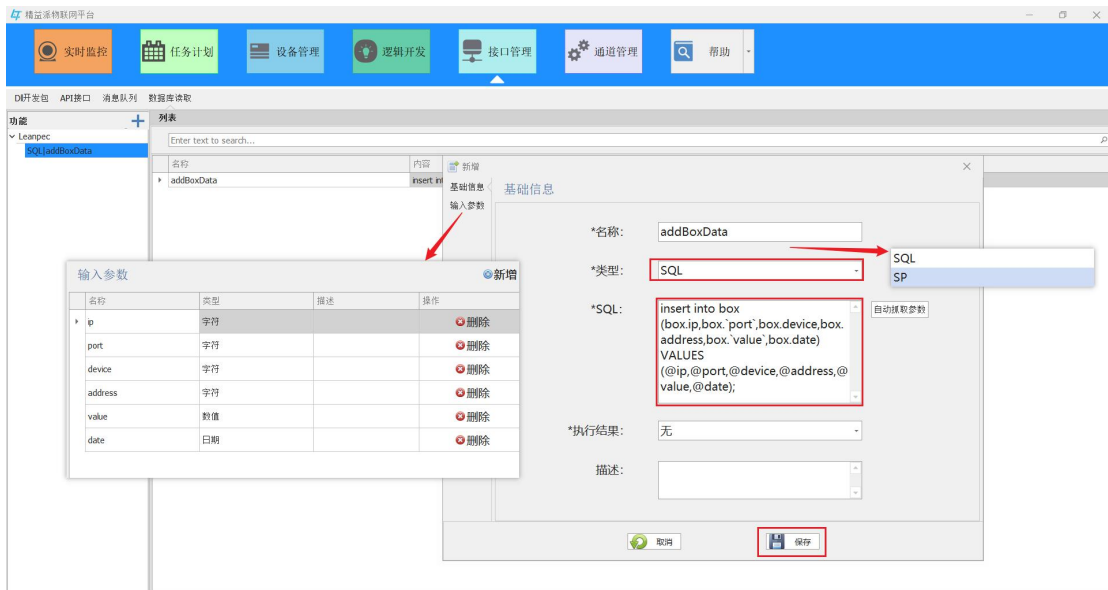 精益派物联网平台
实时监控
任务计划
设备管理
逻辑开发
接口管理
通道管理
帮助
DI开发包 API接口 消息队列 数据库读取
功能
列表
Leanpec
SQL|addBoxData
Enter text to search...
名称 内容
addBoxData insert int
新增
基础信息
输入参数
基础信息
*名称: addBoxData
*类型: SQL
SQL
SP
*SQL:
insert into box
(box.ip,box.`port`,box.device,box.
address,box.`value`,box.date)
VALUES
(@ip,@port,@device,@address,@
value,@date);
自动抓取参数
*执行结果: 无
描述:
取消
保存
输入参数 新增
名称 类型 描述 操作
ip 字符 删除
port 字符 删除
device 字符 删除
address 字符 删除
value 数值 删除
date 日期 删除